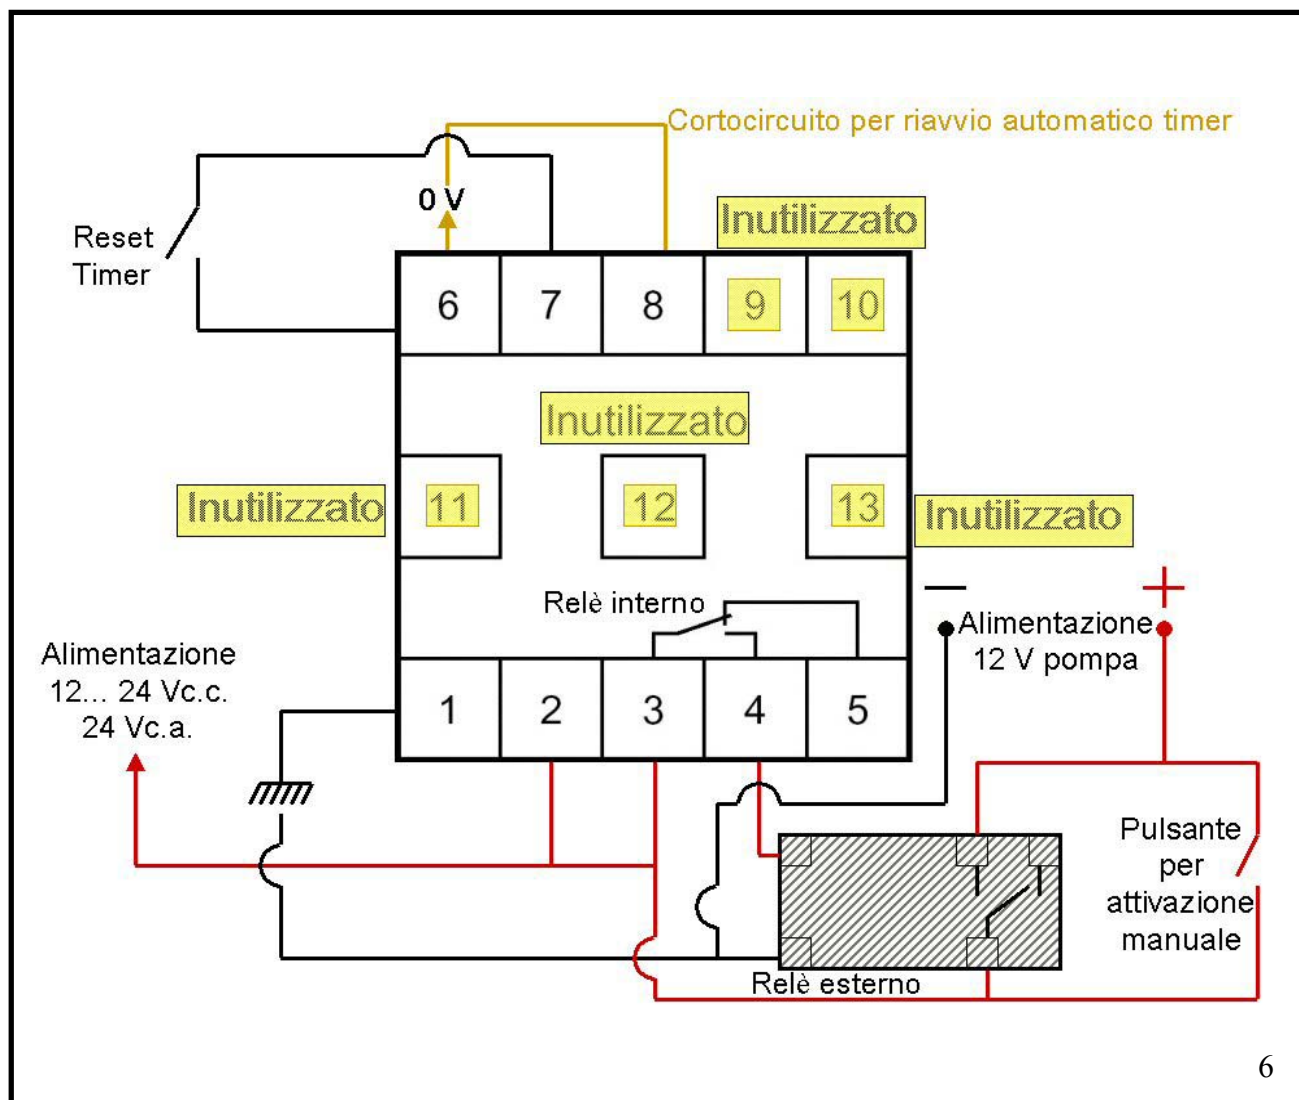 Cortocircuito per riavvio automatico timer
0 V
Inutilizzato
Reset
Timer
6 7 8 9 10
Inutilizzato
Inutilizzato
11 12 13
Inutilizzato
Relè interno
− +
Alimentazione
12 V pompa
Alimentazione
12... 24 Vc.c.
24 Vc.a.
1 2 3 4 5
Pulsante
per
attivazione
manuale
Relè esterno
6